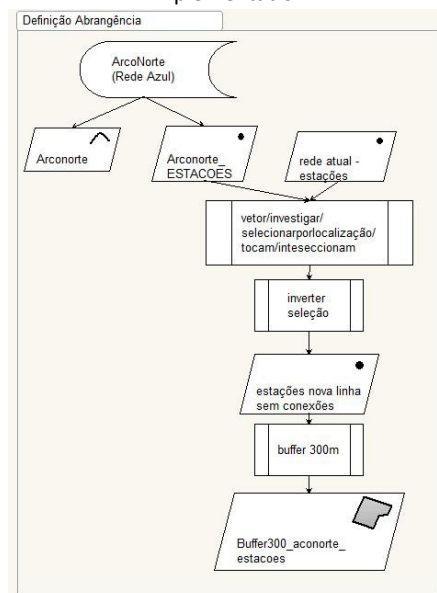 Definição Abrangência
ArcoNorte
(Rede Azul)
Arconorte
Arconorte_
ESTACOES
rede atual -
estações
vetor/investigar/
selecionarporlocalização/
tocam/inteseccionam
inverter
seleção
estações nova linha
sem conexões
buffer 300m
Buffer300_aconorte_
estacoes